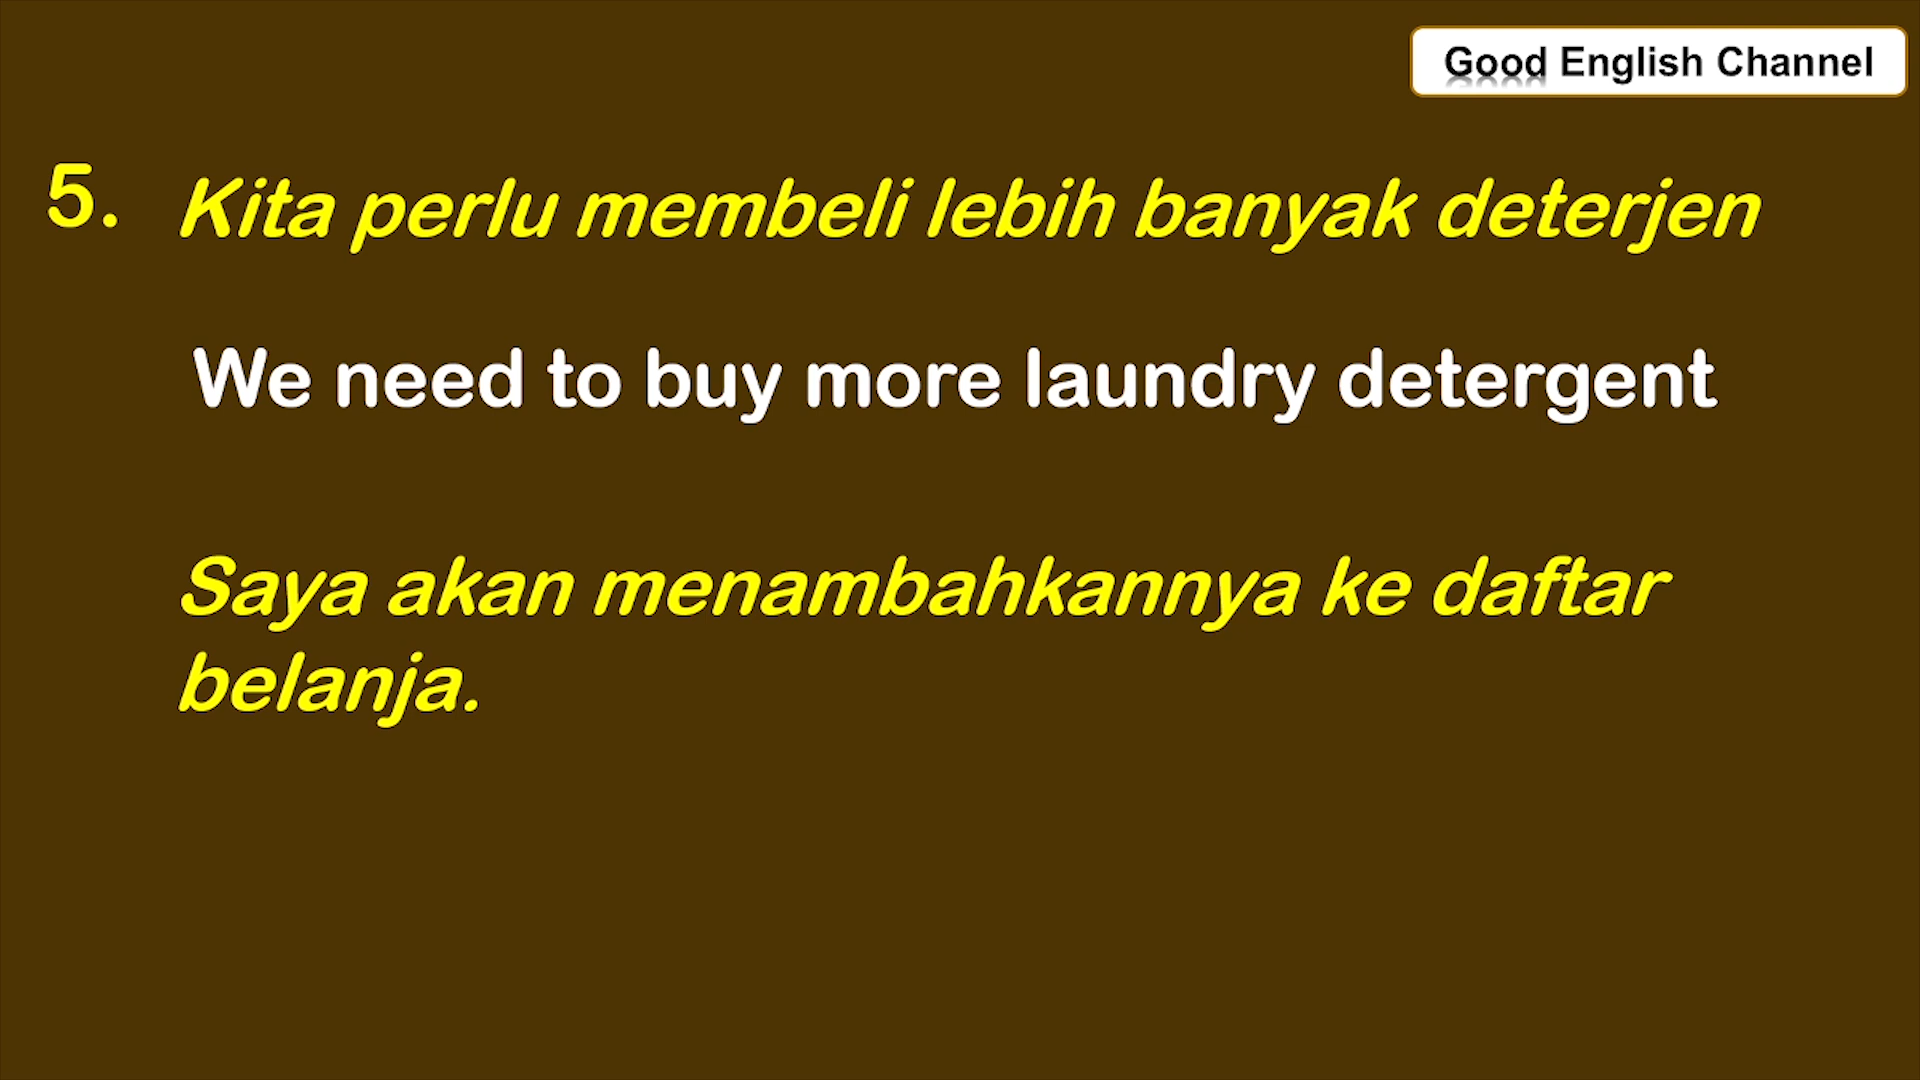 Good English Channel
5. Kita perlu membeli lebih banyak deterjen
We need to buy more laundry detergent
Saya akan menambahkannya ke daftar
belanja.